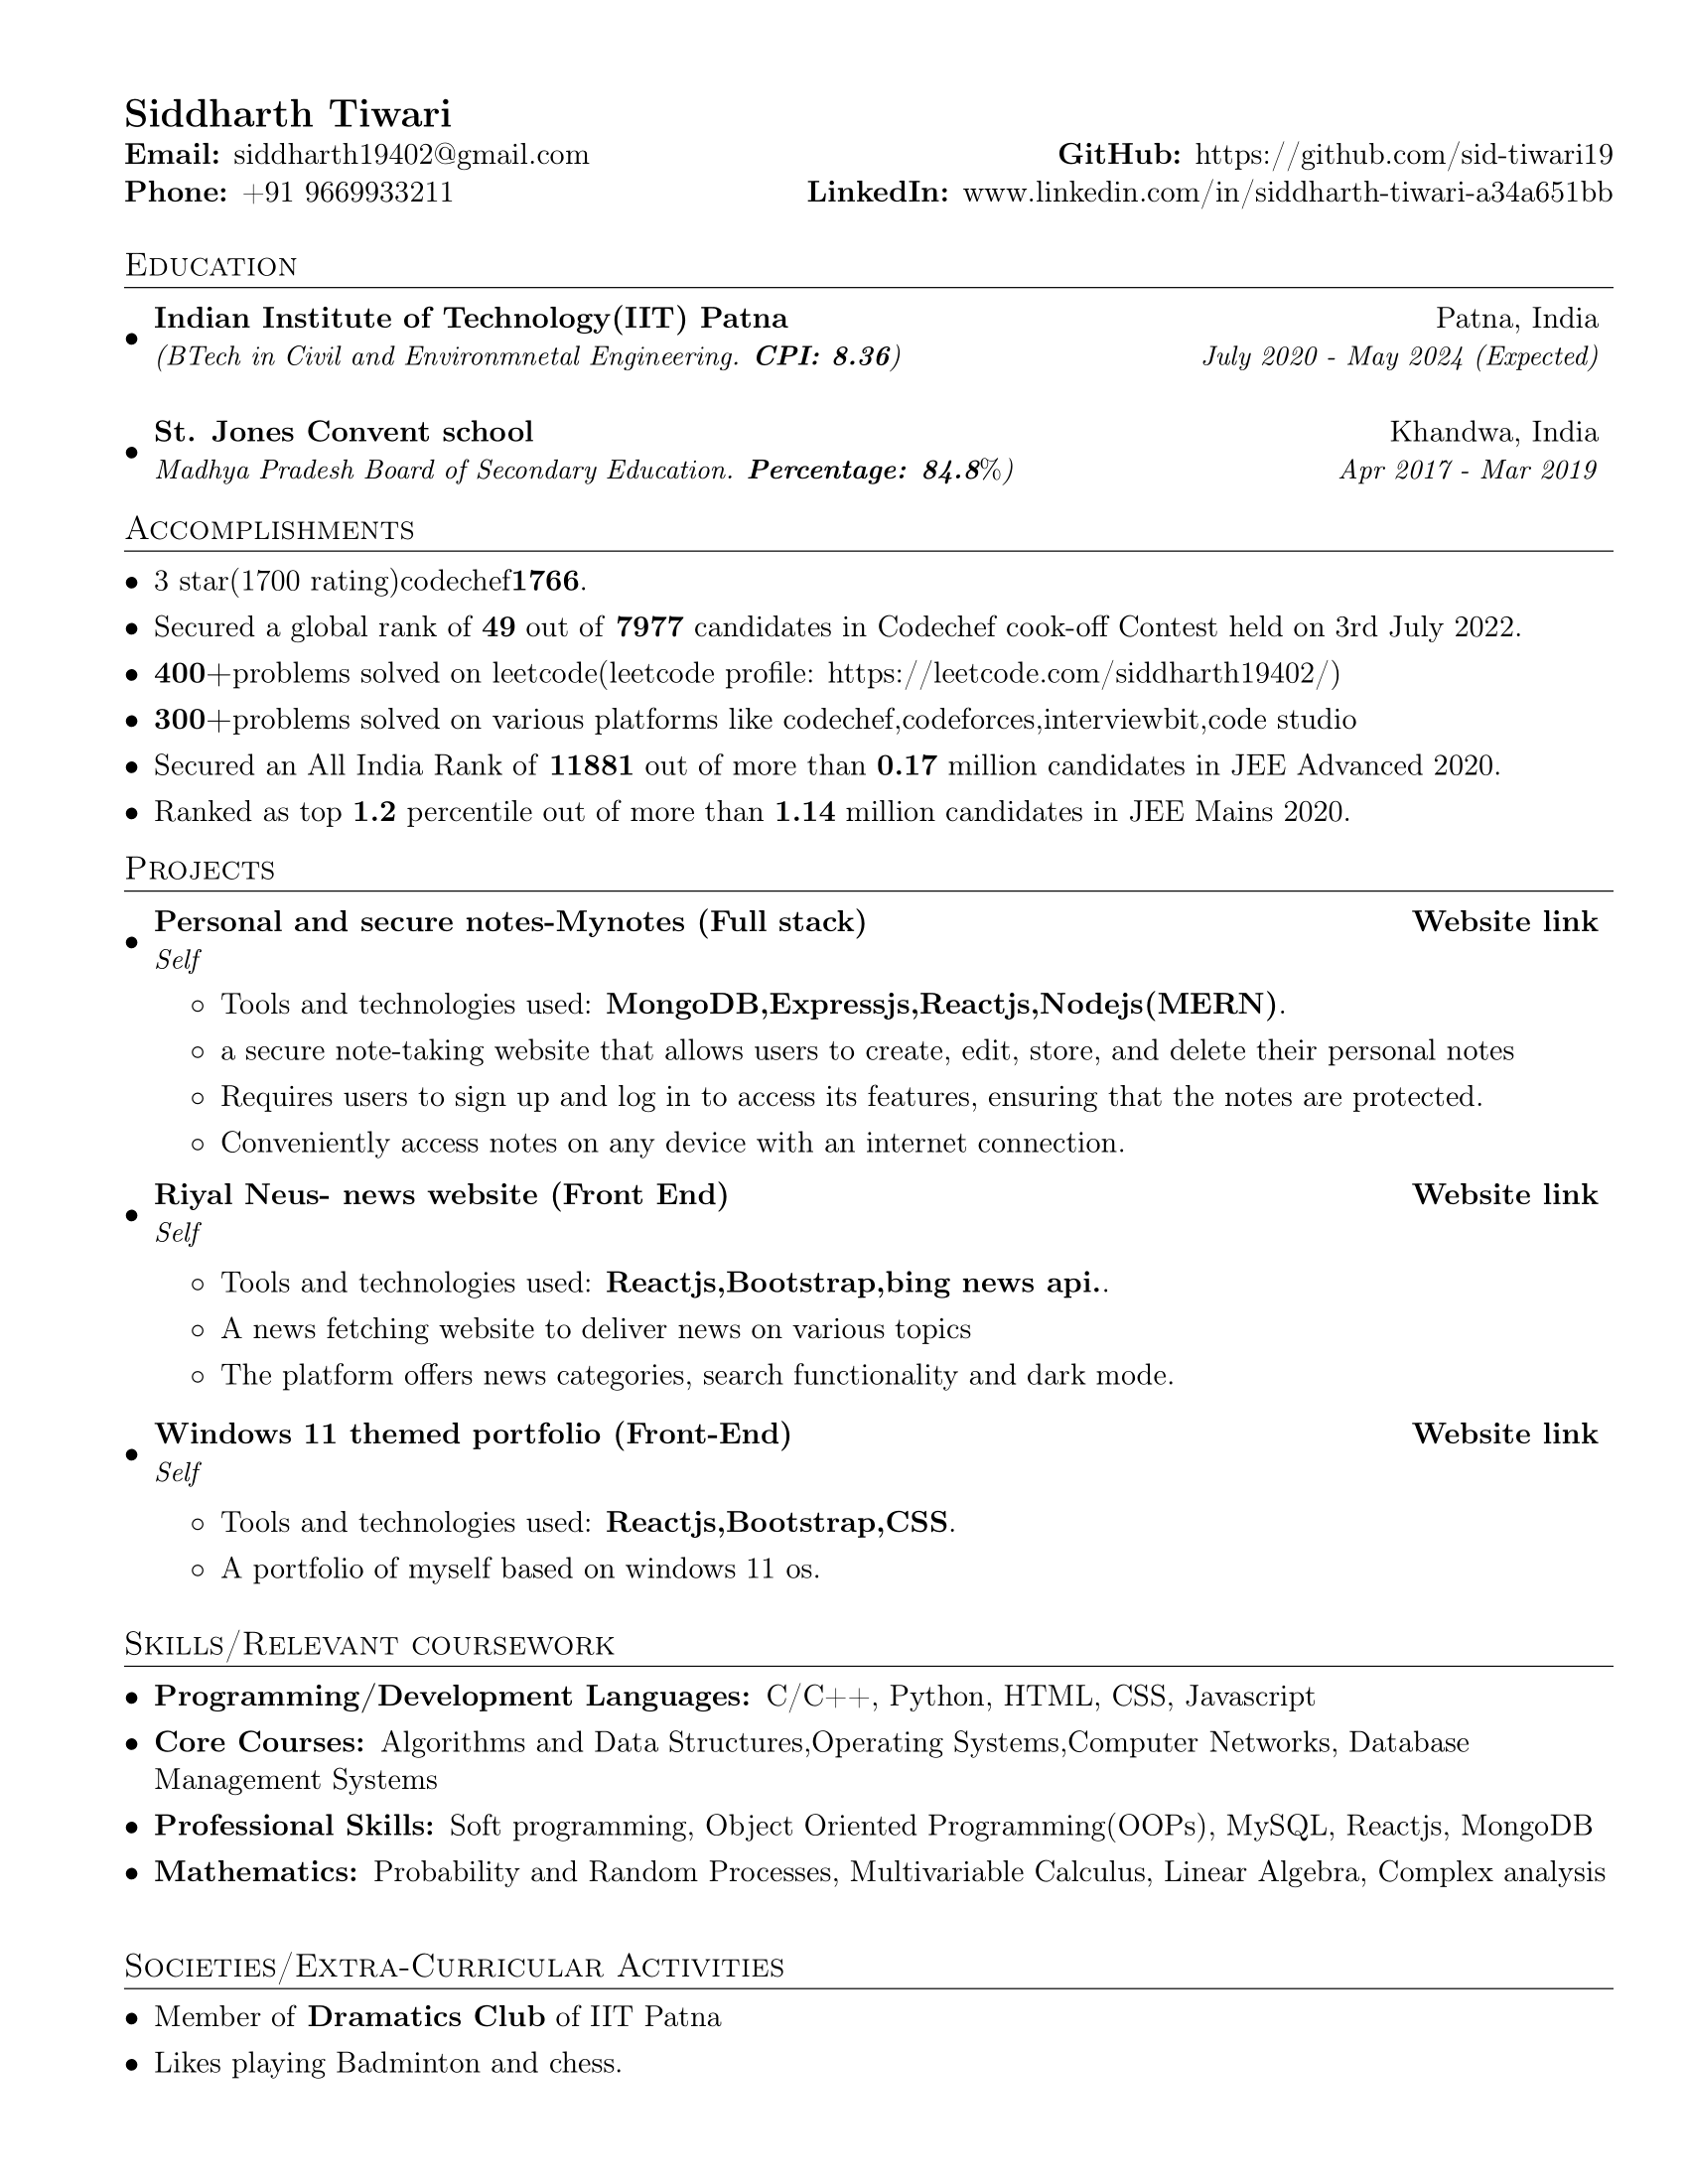 Siddharth Tiwari
Email: siddharth19402@gmail.com GitHub: https://github.com/sid-tiwari19
Phone: +91 9669933211 LinkedIn: www.linkedin.com/in/siddharth-tiwari-a34a651bb
Education
• Indian Institute of Technology(IIT) Patna Patna, India
(BTech in Civil and Environmnetal Engineering. CPI: 8.36) July 2020 - May 2024 (Expected)
• St. Jones Convent school Khandwa, India
Madhya Pradesh Board of Secondary Education. Percentage: 84.8%) Apr 2017 - Mar 2019
Accomplishments
• 3 star(1700 rating)codechef1766.
• Secured a global rank of 49 out of 7977 candidates in Codechef cook-off Contest held on 3rd July 2022.
• 400+problems solved on leetcode(leetcode profile: https://leetcode.com/siddharth19402/)
• 300+problems solved on various platforms like codechef,codeforces,interviewbit,code studio
• Secured an All India Rank of 11881 out of more than 0.17 million candidates in JEE Advanced 2020.
• Ranked as top 1.2 percentile out of more than 1.14 million candidates in JEE Mains 2020.
Projects
• Personal and secure notes-Mynotes (Full stack) Website link
Self
◦ Tools and technologies used: MongoDB,Expressjs,Reactjs,Nodejs(MERN).
◦ a secure note-taking website that allows users to create, edit, store, and delete their personal notes
◦ Requires users to sign up and log in to access its features, ensuring that the notes are protected.
◦ Conveniently access notes on any device with an internet connection.
• Riyal Neus- news website (Front End) Website link
Self
◦ Tools and technologies used: Reactjs,Bootstrap,bing news api..
◦ A news fetching website to deliver news on various topics
◦ The platform offers news categories, search functionality and dark mode.
• Windows 11 themed portfolio (Front-End) Website link
Self
◦ Tools and technologies used: Reactjs,Bootstrap,CSS.
◦ A portfolio of myself based on windows 11 os.
Skills/Relevant coursework
• Programming/Development Languages: C/C++, Python, HTML, CSS, Javascript
• Core Courses: Algorithms and Data Structures,Operating Systems,Computer Networks, Database
Management Systems
• Professional Skills: Soft programming, Object Oriented Programming(OOPs), MySQL, Reactjs, MongoDB
• Mathematics: Probability and Random Processes, Multivariable Calculus, Linear Algebra, Complex analysis
Societies/Extra-Curricular Activities
• Member of Dramatics Club of IIT Patna
• Likes playing Badminton and chess.